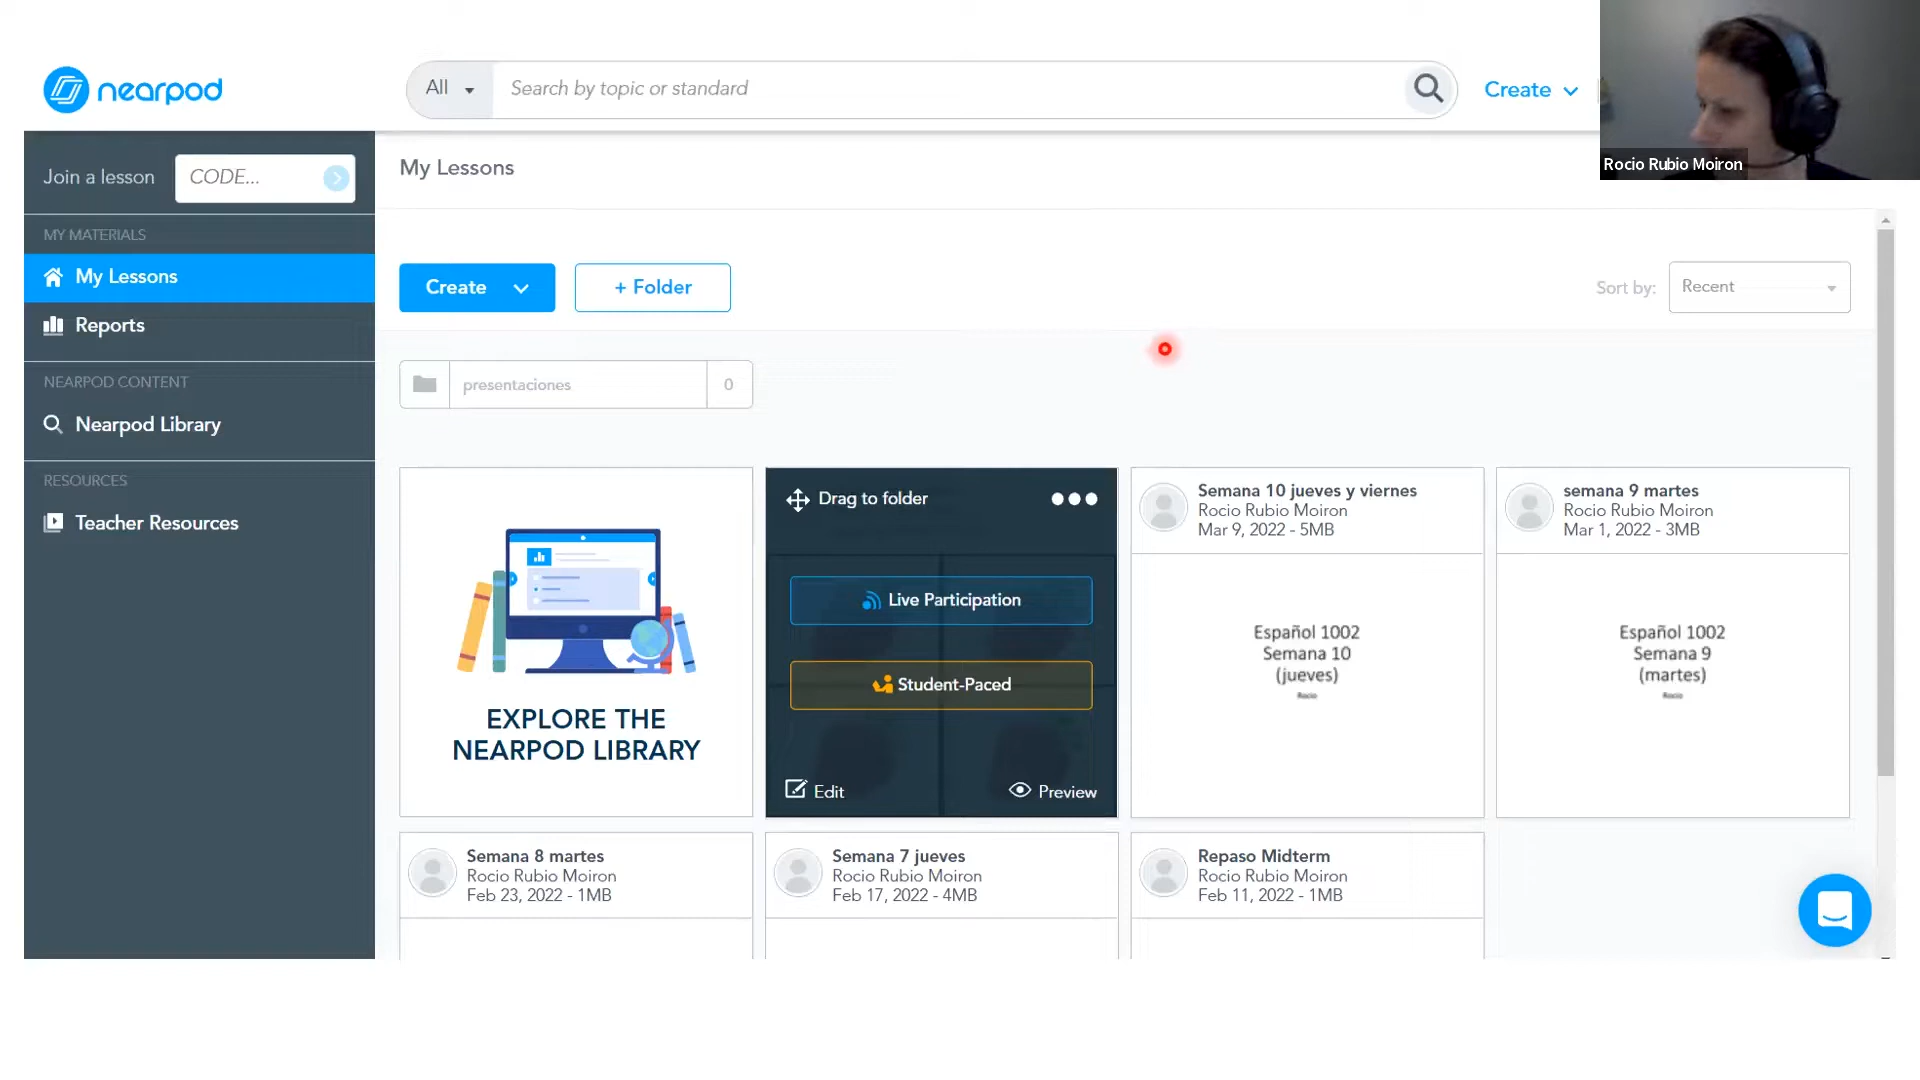 nearpod
All
Search by topic or standard
Create
Rocio Rubio Moiron
Join a lesson
CODE...
My Lessons
MY MATERIALS
My Lessons
Reports
NEARPOD CONTENT
Nearpod Library
RESOURCES
Teacher Resources
Create
+ Folder
Sort by:
Recent
presentaciones
0
EXPLORE THE
NEARPOD LIBRARY
Drag to folder
Live Participation
Student-Paced
Edit
Preview
Semana 10 jueves y viernes
Rocio Rubio Moiron
Mar 9, 2022 - 5MB
Español 1002
Semana 10
(jueves)
Rocio
semana 9 martes
Rocio Rubio Moiron
Mar 1, 2022 - 3MB
Español 1002
Semana 9
(martes)
Rocio
Semana 8 martes
Rocio Rubio Moiron
Feb 23, 2022 - 1MB
Semana 7 jueves
Rocio Rubio Moiron
Feb 17, 2022 - 4MB
Repaso Midterm
Rocio Rubio Moiron
Feb 11, 2022 - 1MB